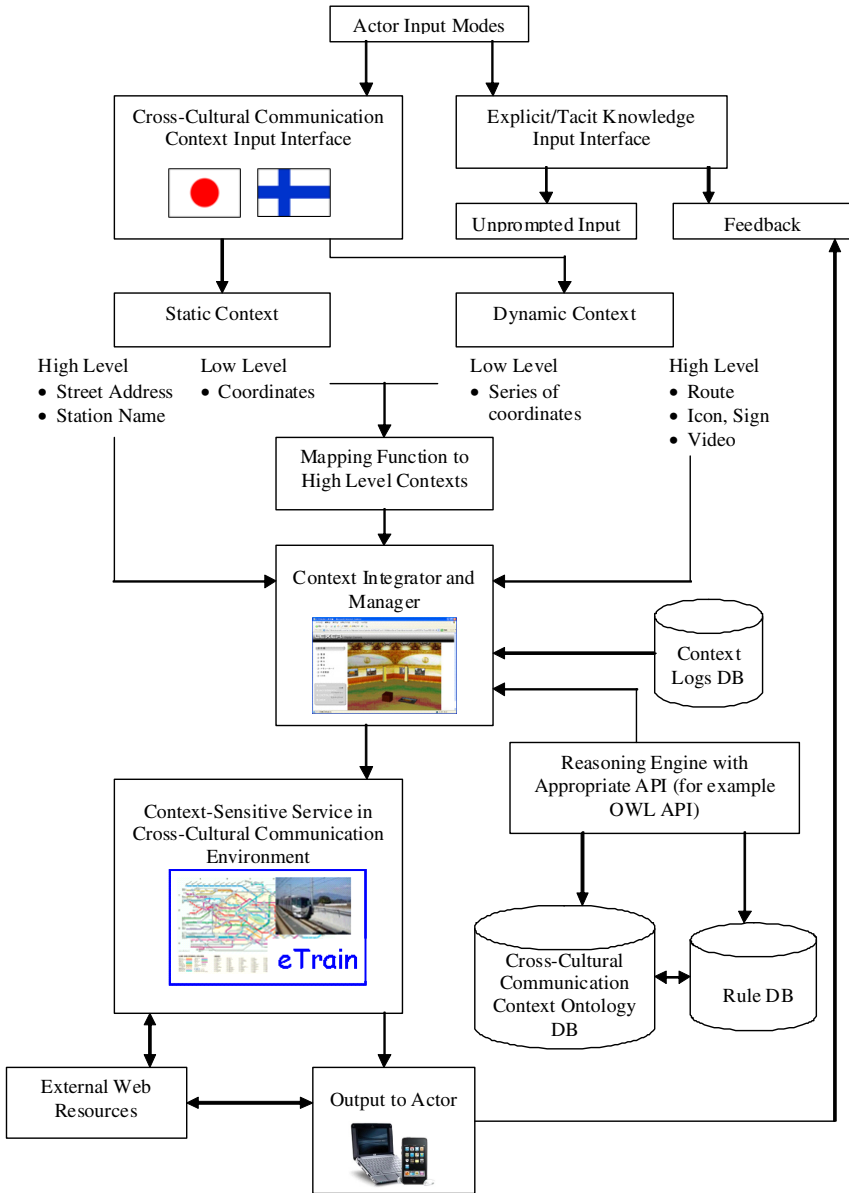 Actor Input Modes
Cross-Cultural Communication
Context Input Interface
Explicit/Tacit Knowledge
Input Interface
Unprompted Input
Feedback
Static Context
Dynamic Context
High Level
• Street Address
• Station Name
Low Level
• Coordinates
Low Level
• Series of
coordinates
High Level
• Route
• Icon, Sign
• Video
Mapping Function to
High Level Contexts
Context Integrator and
Manager
Context
Logs DB
Reasoning Engine with
Appropriate API (for example
OWL API)
Context-Sensitive Service in
Cross-Cultural Communication
Environment
eTrain
Cross-Cultural
Communication
Context Ontology
DB
Rule DB
External Web
Resources
Output to Actor